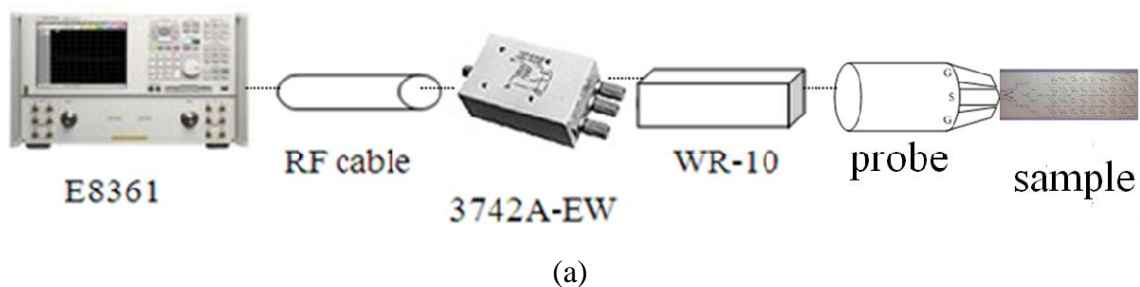 G
S
G
E8361
RF cable
3742A-EW
WR-10
probe
sample
(a)